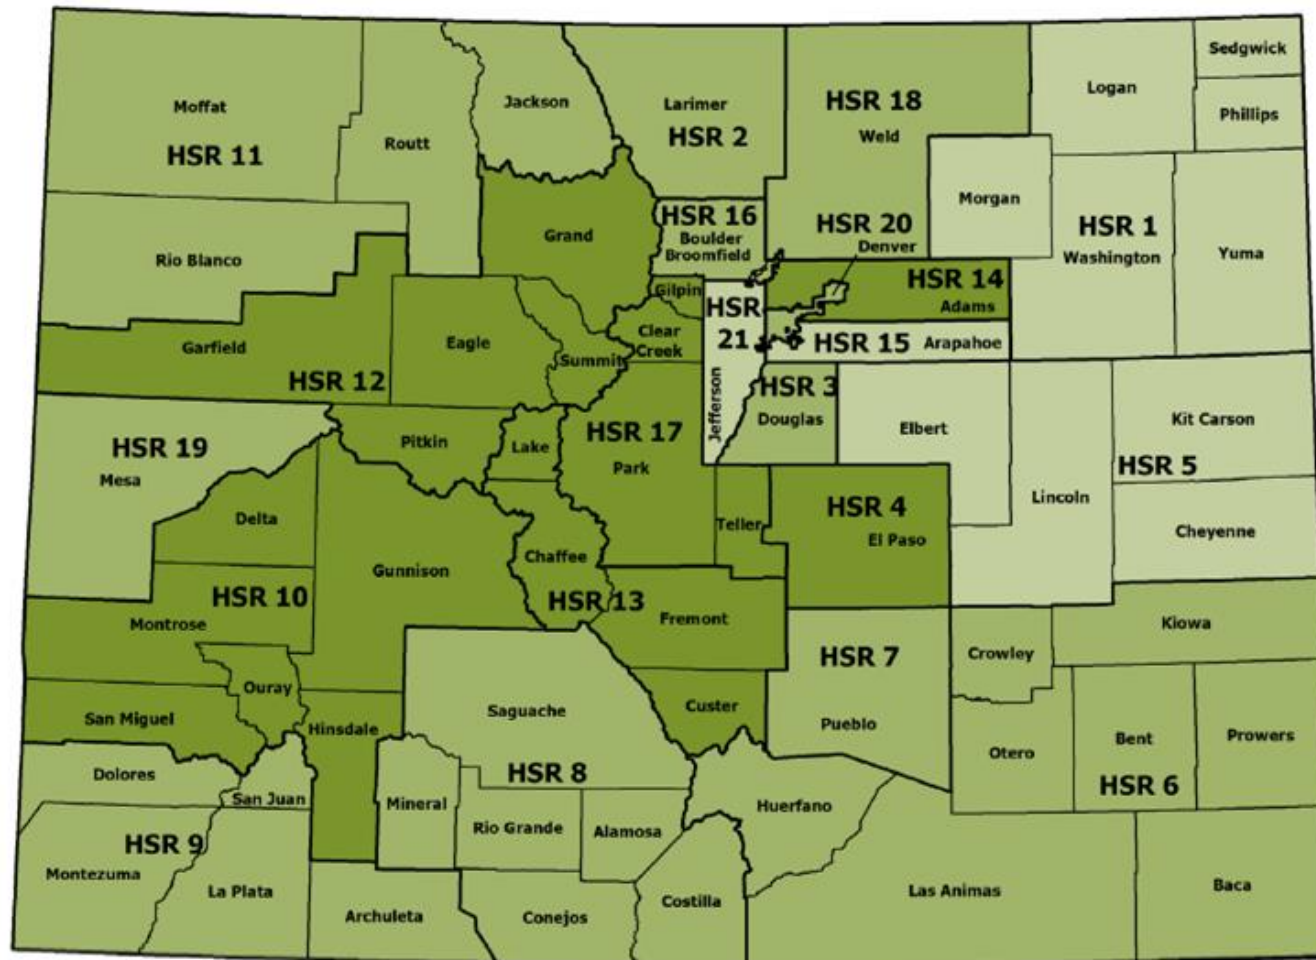 Sedgwick
Logan
Phillips
Moffat
HSR 11
Routt
Jackson
Larimer
HSR 2
HSR 18
Weld
Morgan
HSR 1
Washington
Yuma
Rio Blanco
Grand
HSR 16
Boulder
Broomfield
HSR 20
Denver
HSR 14
Adams
Gilpin
HSR
21
Jefferson
Clear
Creek
HSR 15
Arapahoe
Garfield
HSR 12
Eagle
Summit
HSR 3
Douglas
Elbert
Kit Carson
HSR 5
Lincoln
Cheyenne
HSR 19
Mesa
Pitkin
Lake
HSR 17
Park
Teller
HSR 4
El Paso
Delta
Gunnison
Chaffee
HSR 13
Fremont
HSR 10
Montrose
Ouray
San Miguel
Hinsdale
Saguache
Custer
HSR 7
Pueblo
Crowley
Kiowa
Otero
Bent
Prowers
HSR 6
Dolores
San Juan
HSR 8
Mineral
Rio Grande
Alamosa
Huerfano
HSR 9
Montezuma
La Plata
Archuleta
Conejos
Costilla
Las Animas
Baca